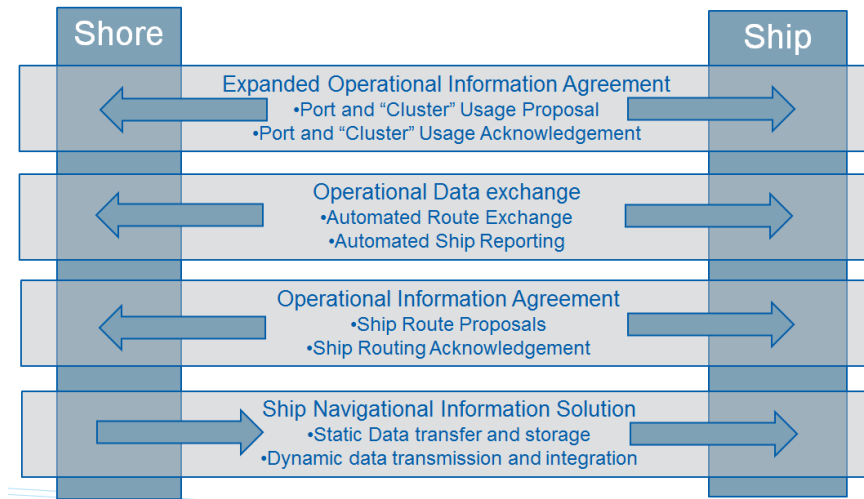 Shore
Ship
Expanded Operational Information Agreement
•Port and “Cluster” Usage Proposal
•Port and “Cluster” Usage Acknowledgement
Operational Data exchange
•Automated Route Exchange
•Automated Ship Reporting
Operational Information Agreement
•Ship Route Proposals
•Ship Routing Acknowledgement
Ship Navigational Information Solution
•Static Data transfer and storage
•Dynamic data transmission and integration